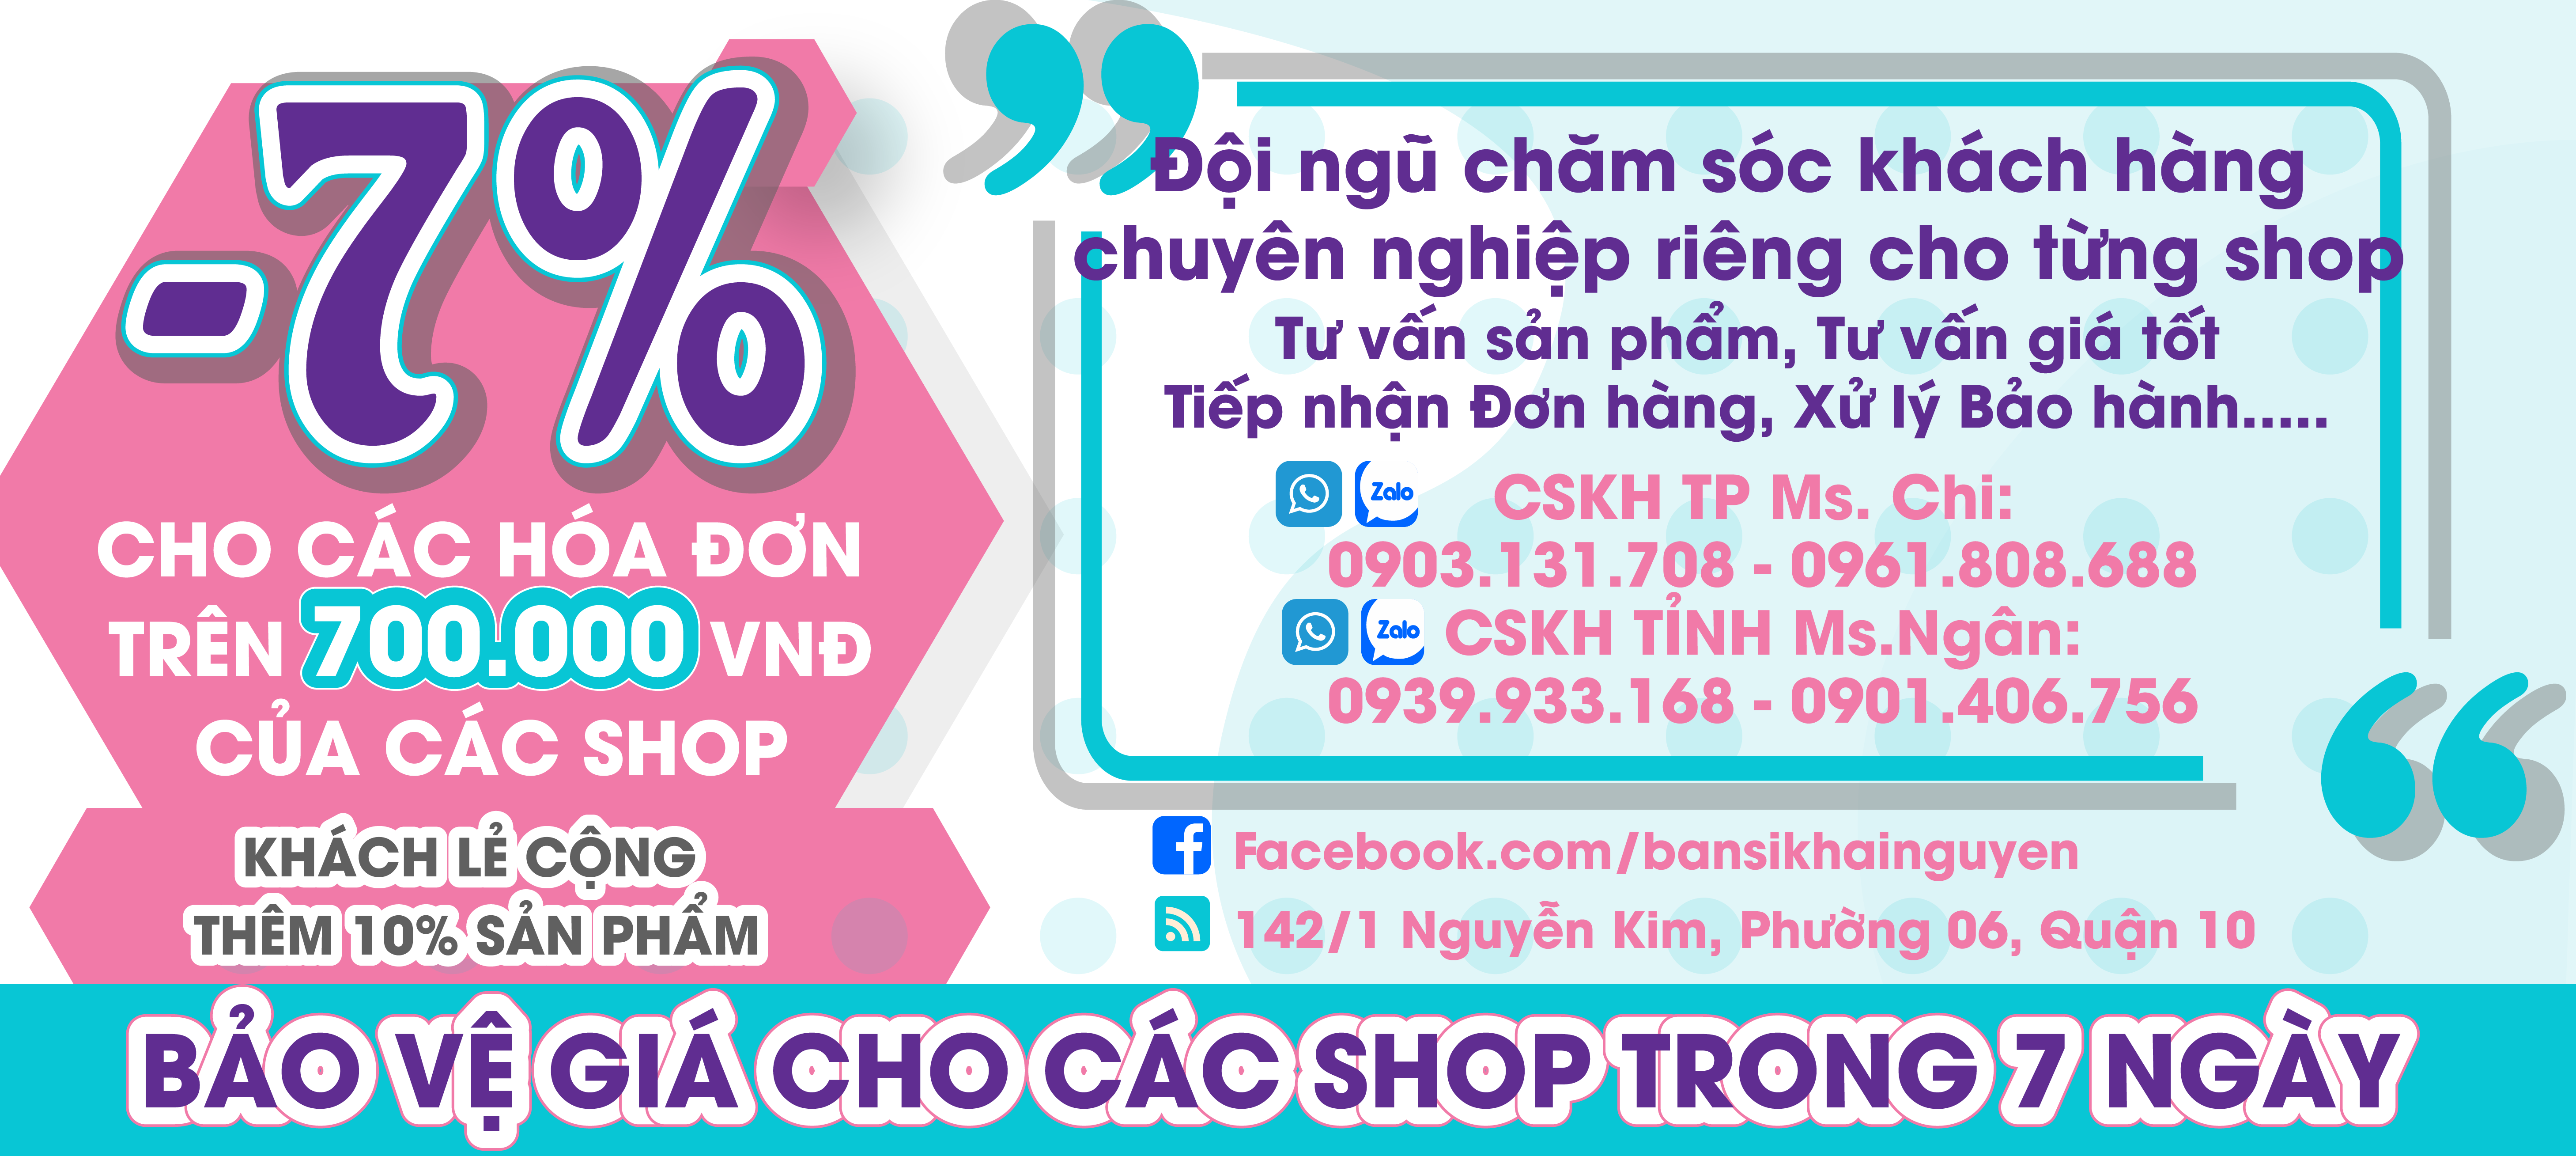 -7%
CHO CÁC HÓA ĐƠN
TRÊN 700.000 VNĐ
CỦA CÁC SHOP
KHÁCH LẺ CỘNG
THÊM 10% SẢN PHẨM
Đội ngũ chăm sóc khách hàng
chuyên nghiệp riêng cho từng shop
Tư vấn sản phẩm, Tư vấn giá tốt
Tiếp nhận Đơn hàng, Xử lý Bảo hành.....
Zalo CSKH TP Ms. Chi:
0903.131.708 - 0961.808.688
Zalo CSKH TỈNH Ms.Ngân:
0939.933.168 - 0901.406.756
Facebook.com/bansikhainguyen
142/1 Nguyễn Kim, Phường 06, Quận 10
BẢO VỆ GIÁ CHO CÁC SHOP TRONG 7 NGÀY